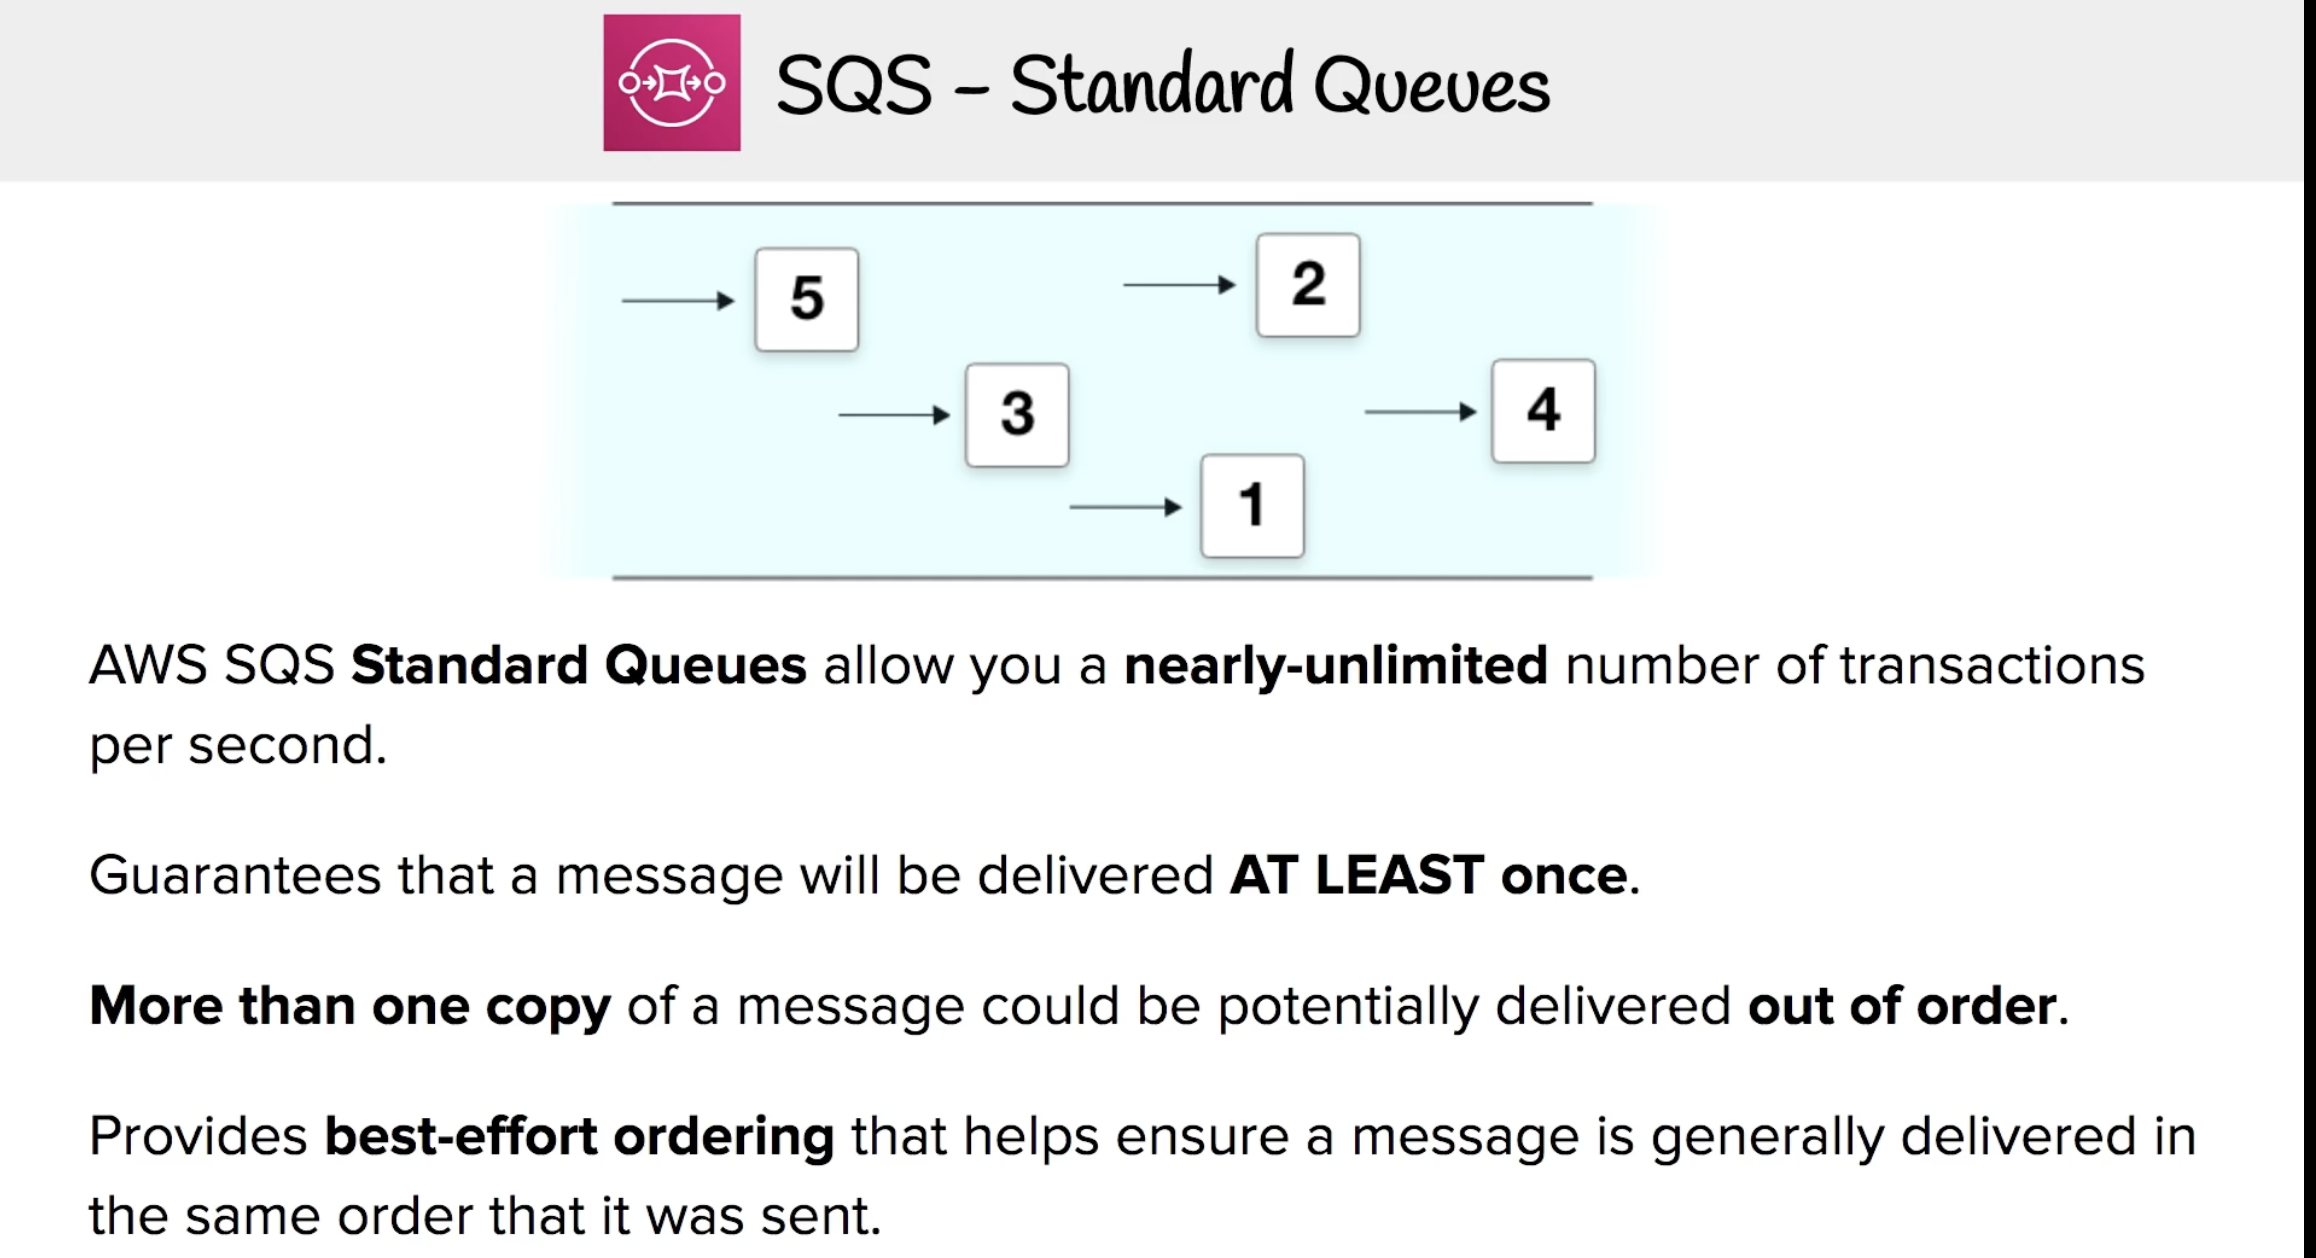 SQS - Standard Queues
5
2
3
4
1
AWS SQS Standard Queues allow you a nearly-unlimited number of transactions
per second.
Guarantees that a message will be delivered AT LEAST once.
More than one copy of a message could be potentially delivered out of order.
Provides best-effort ordering that helps ensure a message is generally delivered in
the same order that it was sent.